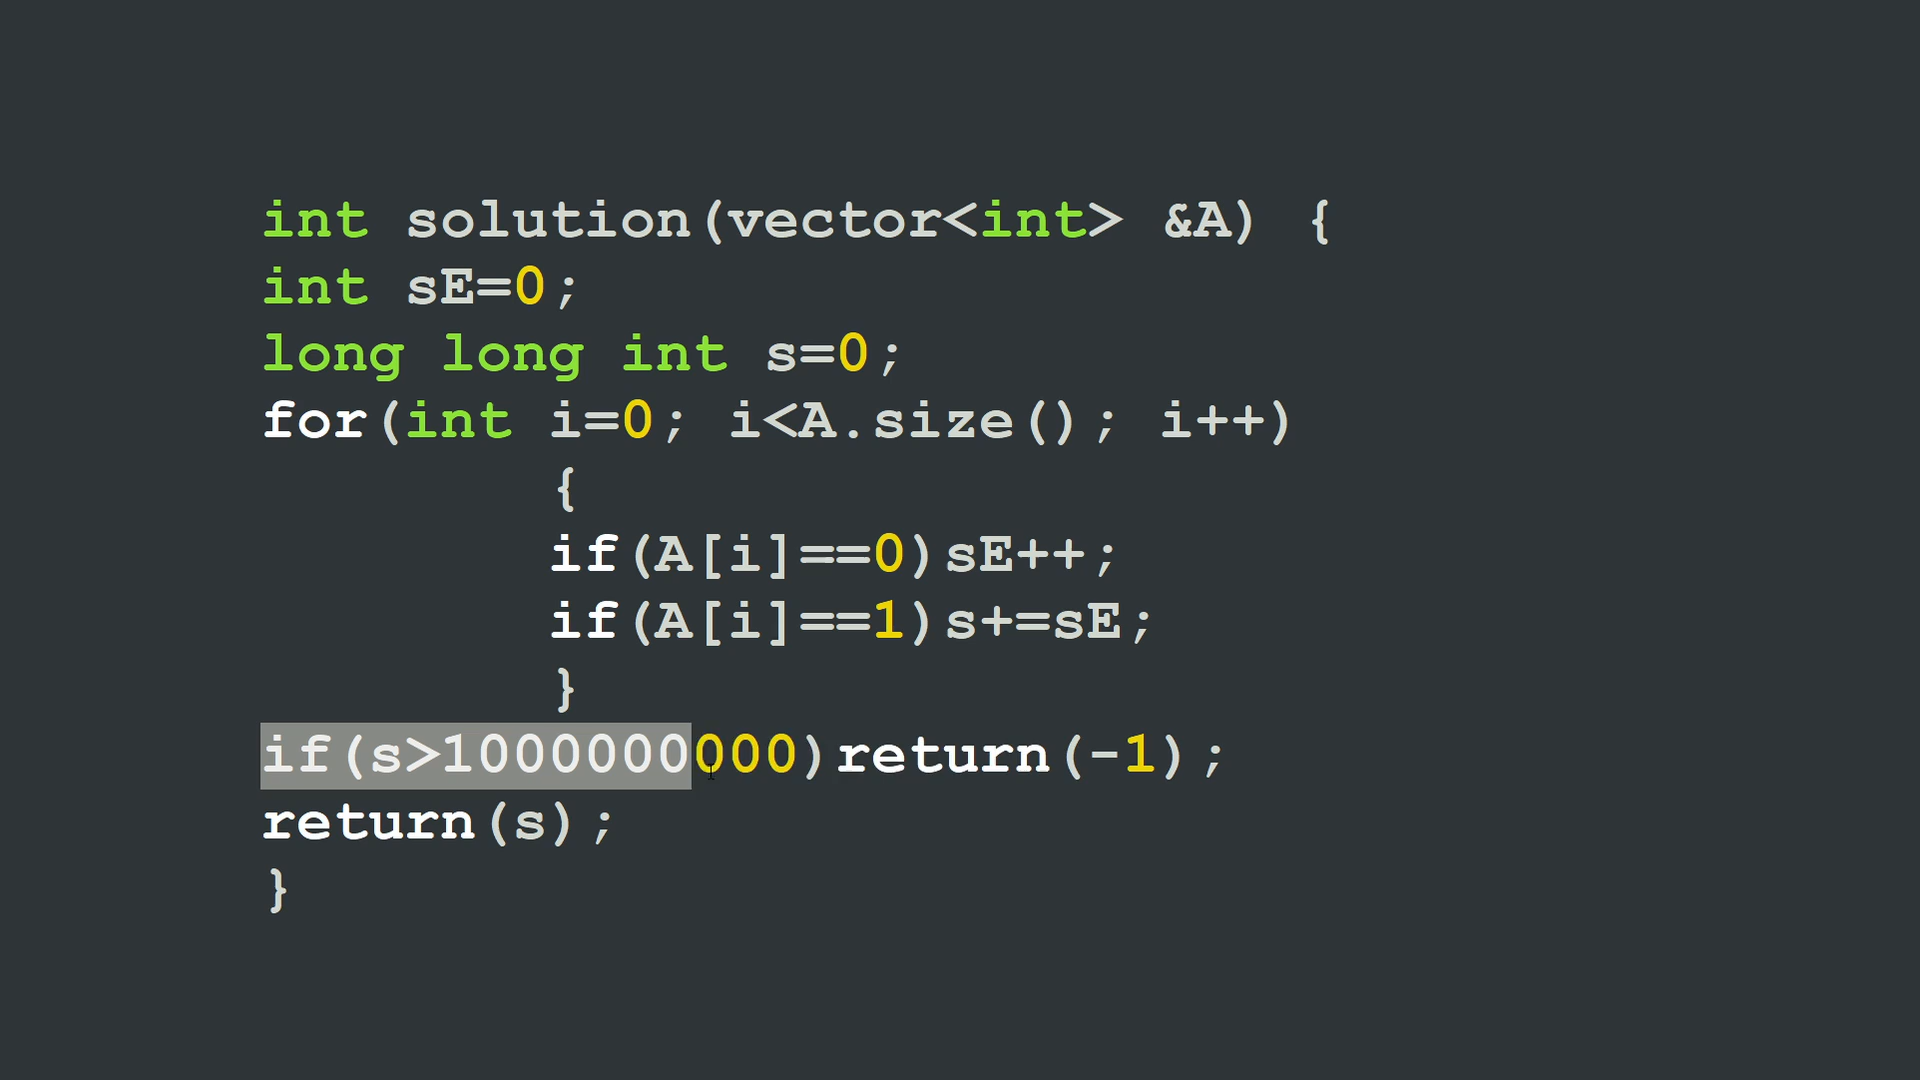 int solution(vector<int> &A) {
int sE=0;
long long int s=0;
for(int i=0; i<A.size(); i++)
{
if(A[i]==0)sE++;
if(A[i]==1)s+=sE;
}
if(s>1000000000)return(-1);
return(s);
}